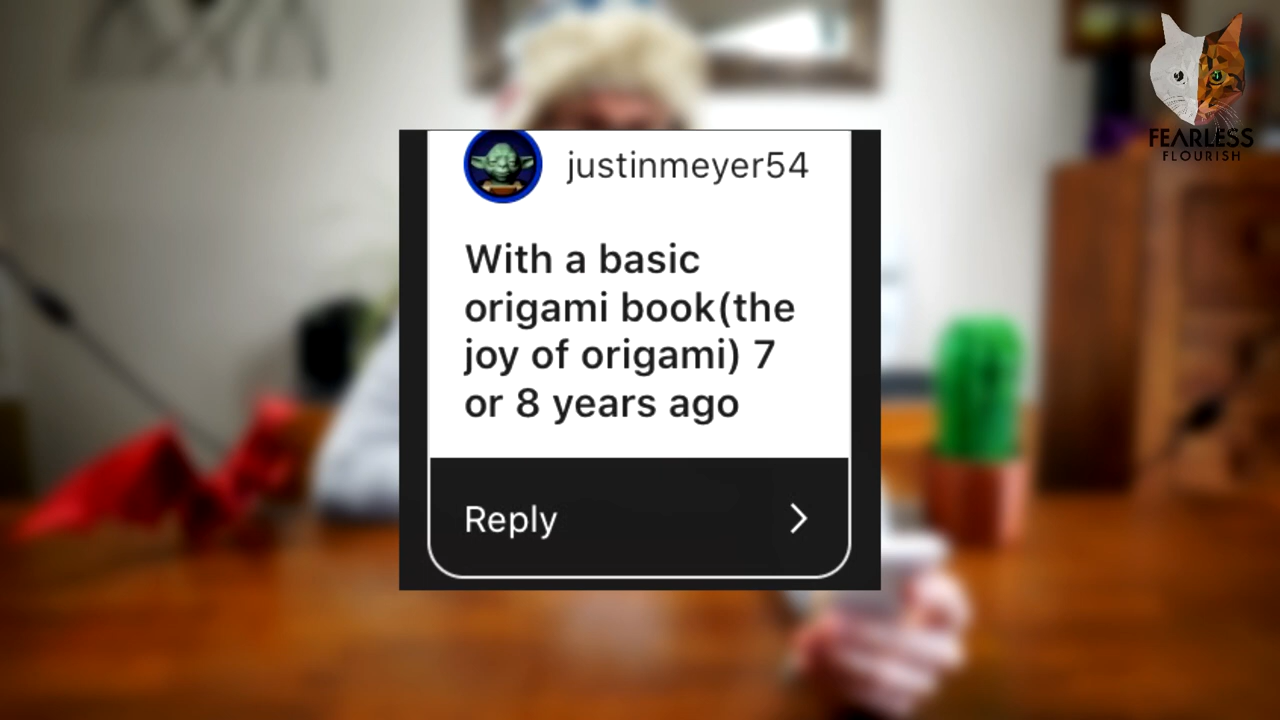 FEARLESS
FLOURISH
justinmeyer54
With a basic
origami book(the
joy of origami) 7
or 8 years ago
Reply